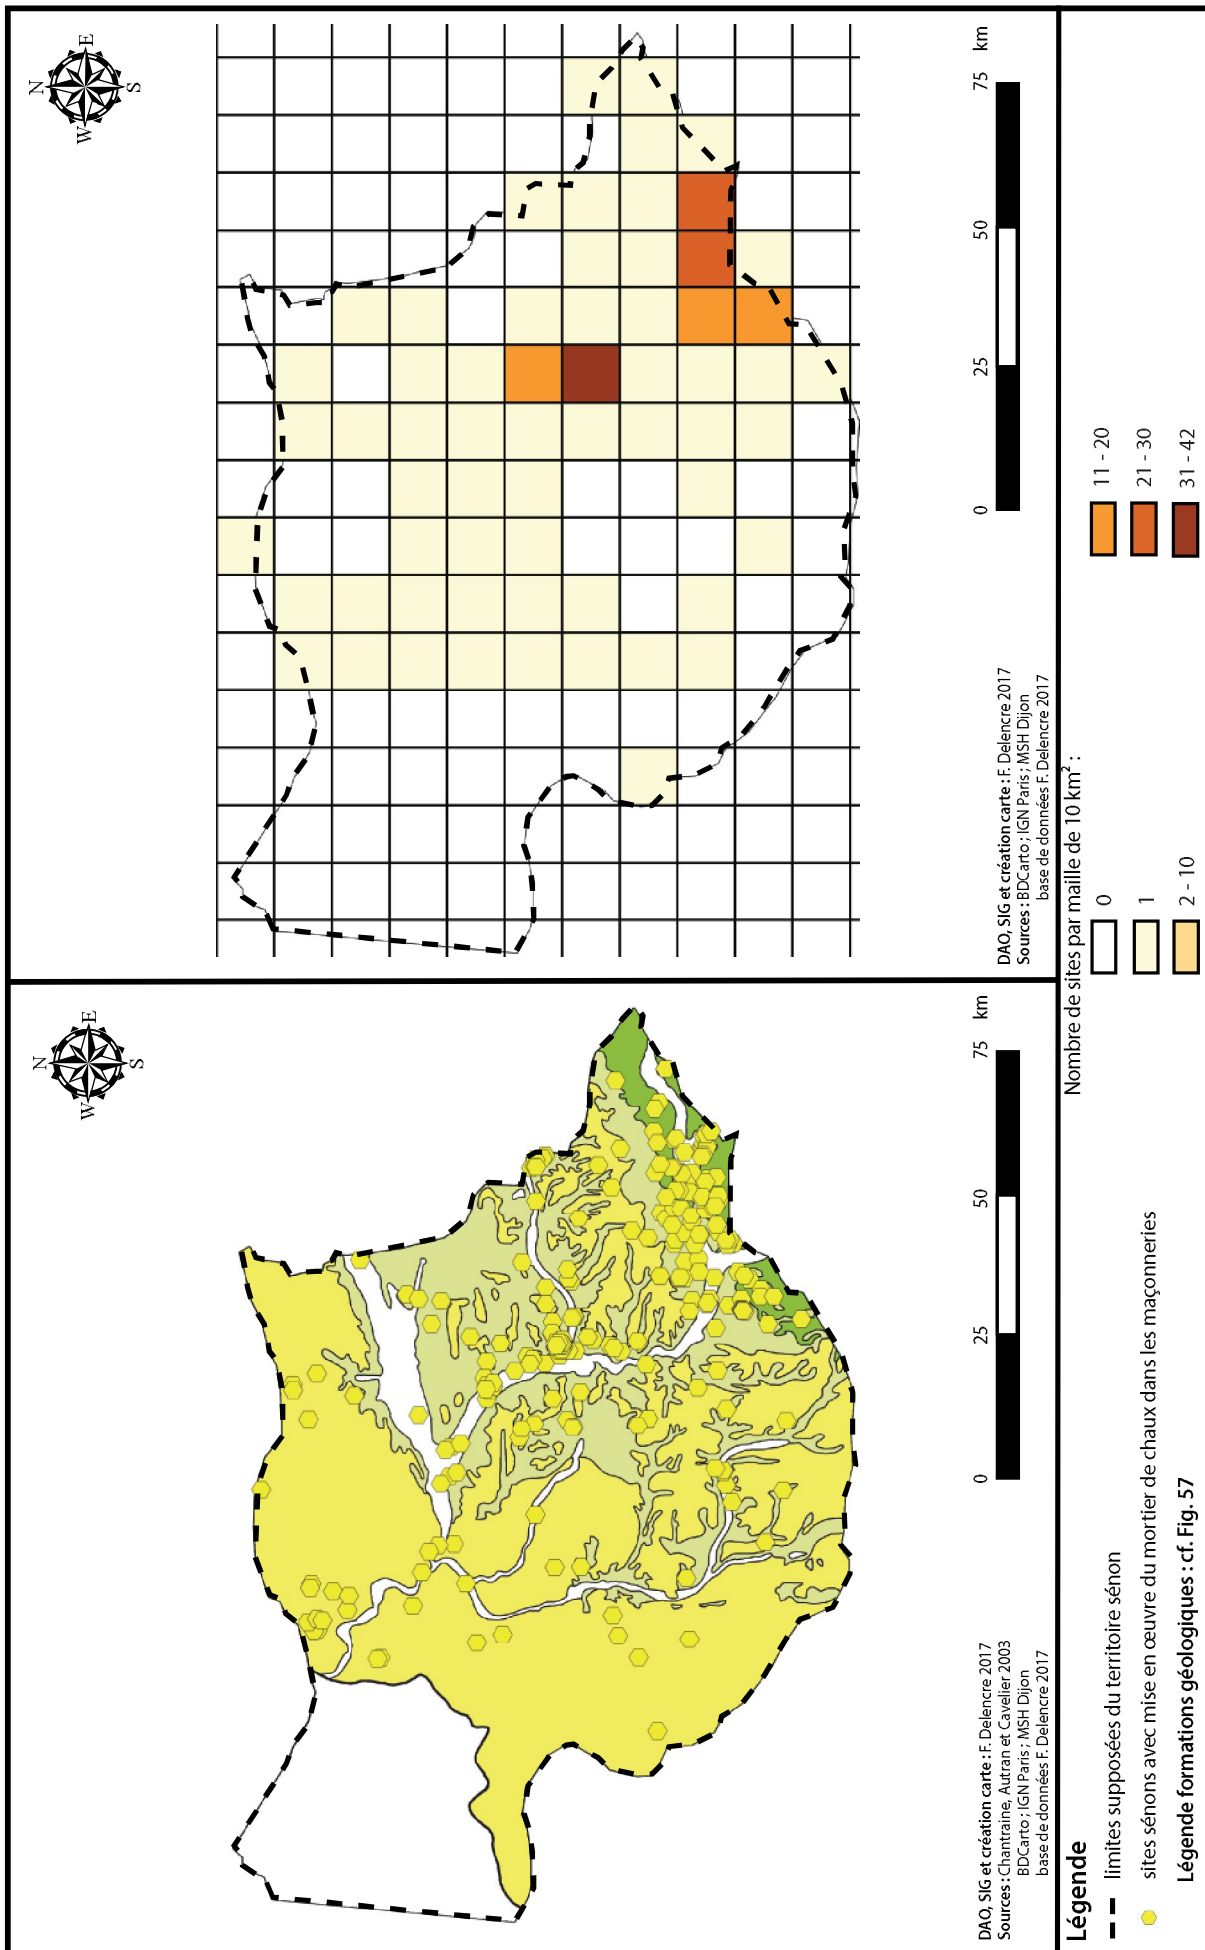 N
W
E
S
0
25
50
75
km
DAO, SIG et création carte : F. Delencre 2017
Sources : Chantraine, Autran et Cavelier 2003
BDCarto ; IGN Paris ; MSH Dijon
base de données F. Delencre 2017
N
W
E
S
0
25
50
75
km
DAO, SIG et création carte : F. Delencre 2017
Sources : BDCarto ; IGN Paris ; MSH Dijon
base de données F. Delencre 2017
Légende
limites supposées du territoire sénon
sites sénons avec mise en œuvre du mortier de chaux dans les maçonneries
Légende formations géologiques : cf. Fig. 57
Nombre de sites par maille de 10 km² :
0
1
2 - 10
11 - 20
21 - 30
31 - 42